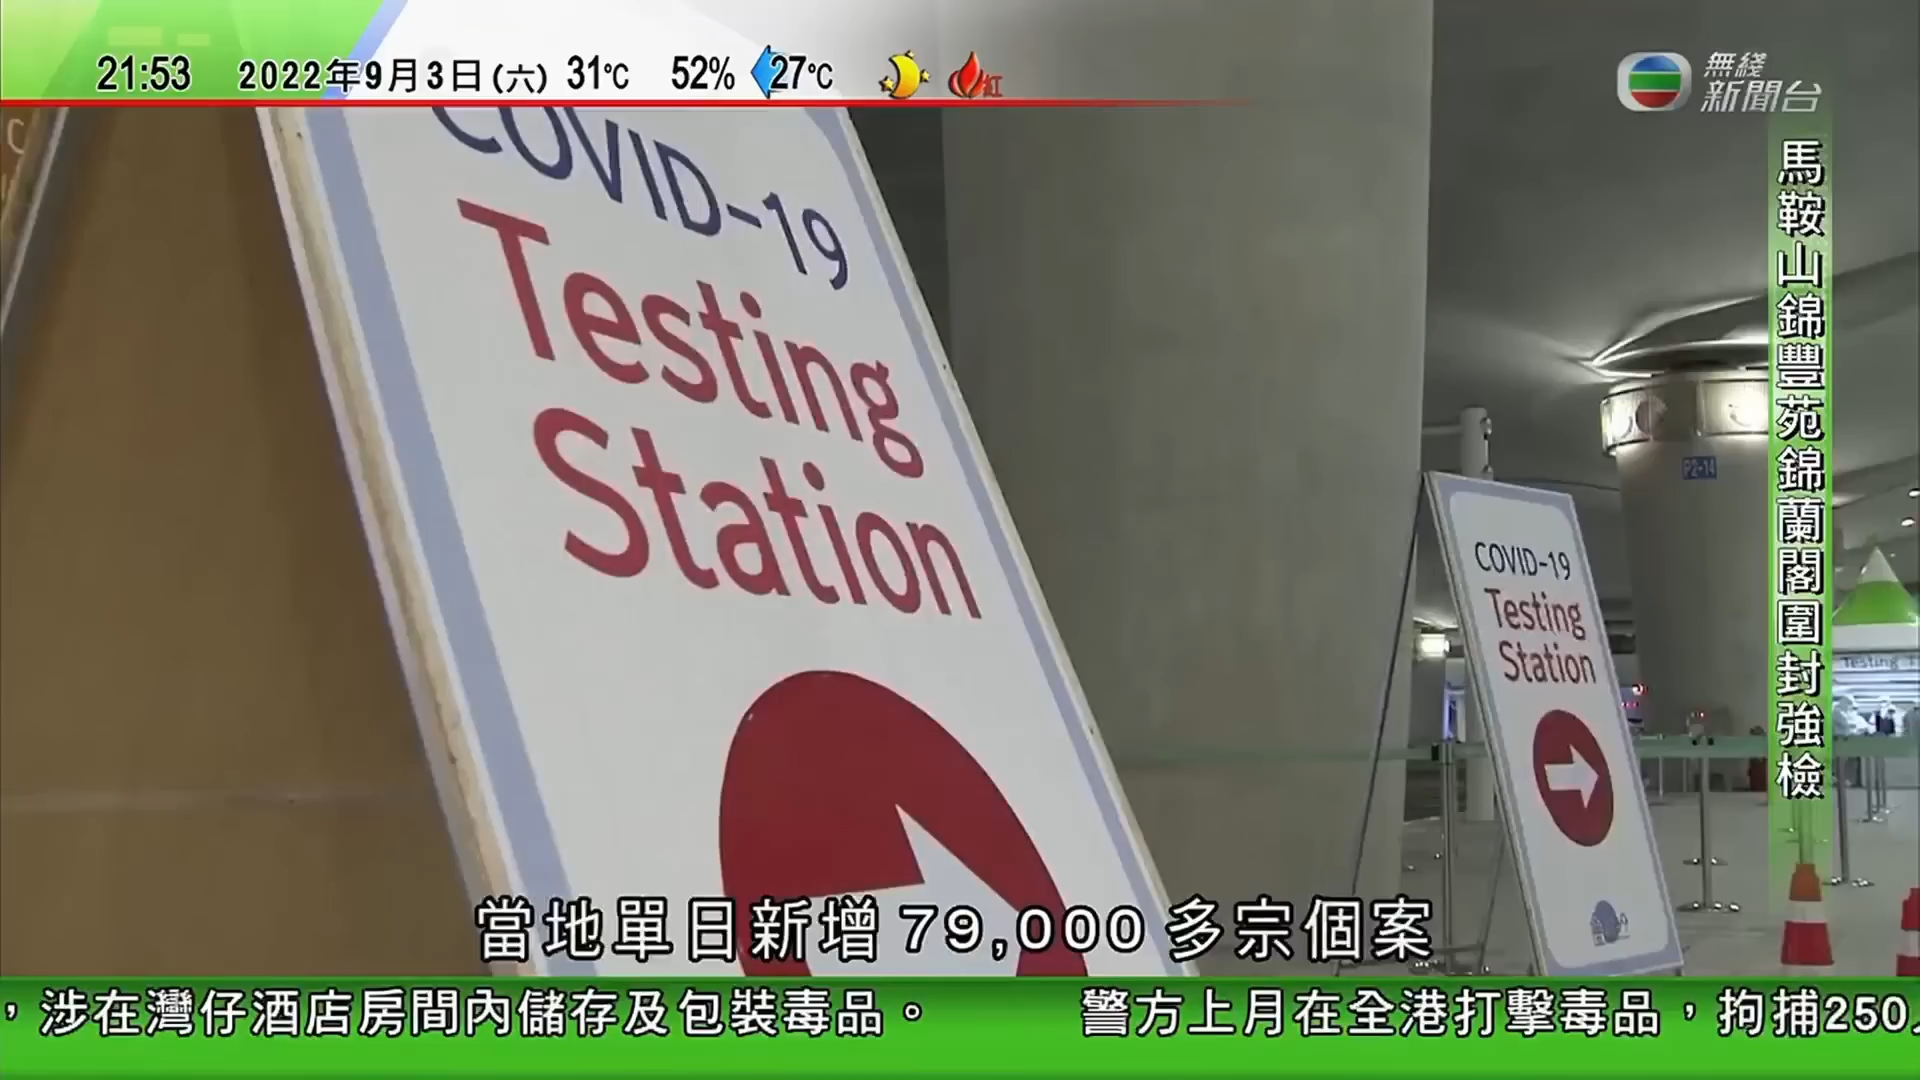 21:53 2022年9月3日(六) 31℃ 52% 27℃ 紅
無綫
新聞台
馬鞍山錦豐苑錦蘭閣圍封強檢
COVID-19
Testing
Station
P2-14
COVID-19
Testing
Station
Testing
當地單日新增79,000多宗個案
，涉在灣仔酒店房間內儲存及包裝毒品。 警方上月在全港打擊毒品，拘捕250人